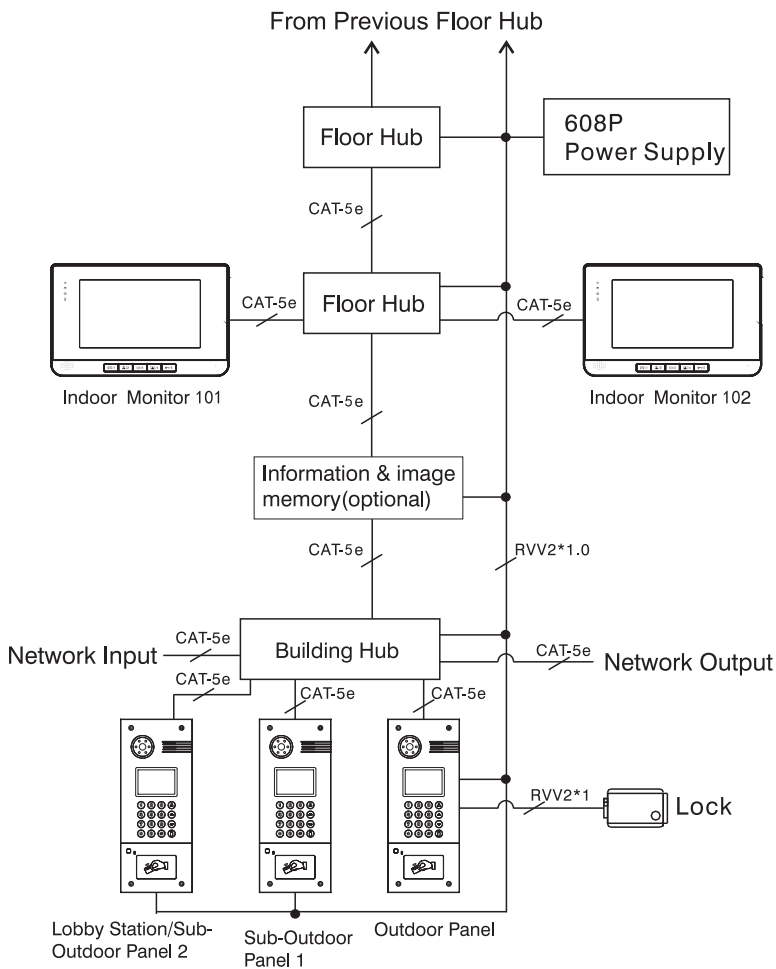 From Previous Floor Hub
Floor Hub
608P
Power Supply
CAT-5e
CAT-5e
Floor Hub
CAT-5e
Indoor Monitor 101
Indoor Monitor 102
CAT-5e
Information & image
memory(optional)
CAT-5e
RVV2*1.0
Network Input
CAT-5e
Building Hub
CAT-5e
Network Output
CAT-5e
CAT-5e
CAT-5e
RVV2*1
Lock
Lobby Station/Sub-
Outdoor Panel 2
Sub-Outdoor
Panel 1
Outdoor Panel